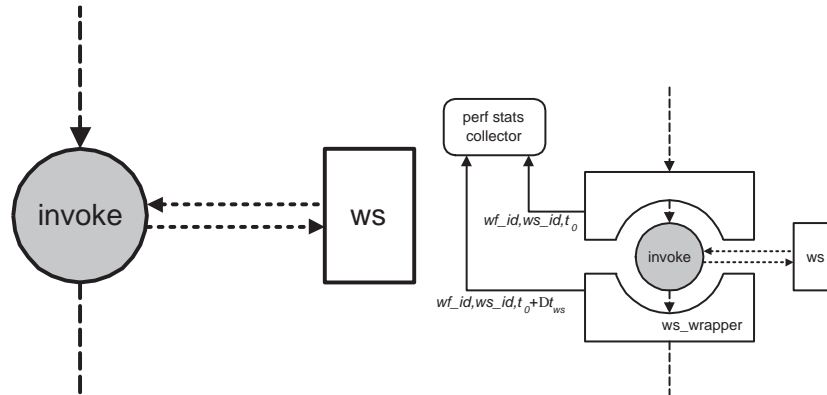 invoke
ws
perf stats
collector
wf_id,ws_id,t0
invoke
ws
wf_id,ws_id,t0+Dtws
ws_wrapper